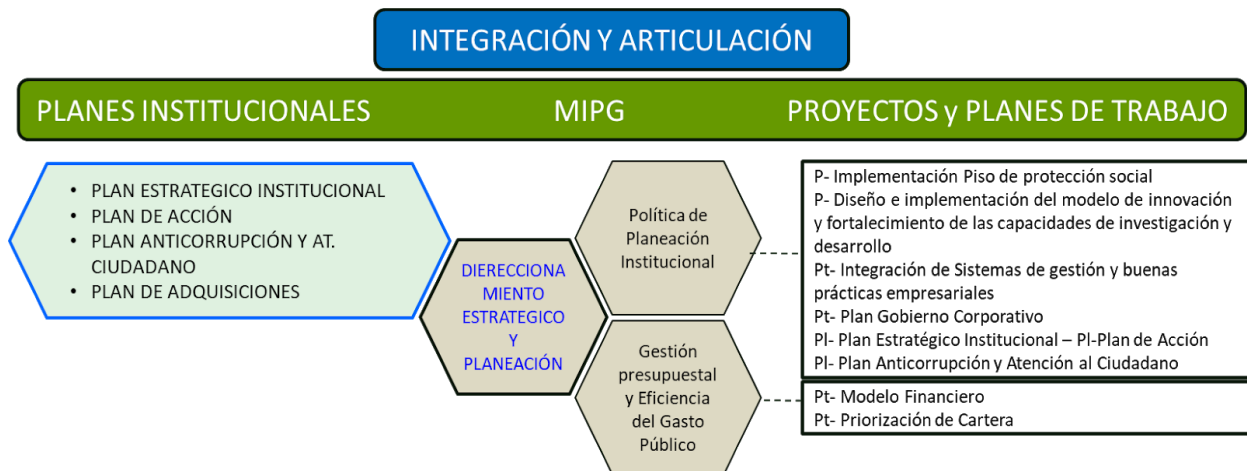 INTEGRACIÓN Y ARTICULACIÓN
PLANES INSTITUCIONALES
MIPG
PROYECTOS y PLANES DE TRABAJO
• PLAN ESTRATEGICO INSTITUCIONAL
• PLAN DE ACCIÓN
• PLAN ANTICORRUPCIÓN Y AT.
CIUDADANO
• PLAN DE ADQUISICIONES
DIERECCIONA
MIENTO
ESTRATEGICO
Y
PLANEACIÓN
Política de
Planeación
Institucional
Gestión
presupuestal
y Eficiencia
del Gasto
Público
P- Implementación Piso de protección social
P- Diseño e implementación del modelo de innovación
y fortalecimiento de las capacidades de investigación y
desarrollo
Pt- Integración de Sistemas de gestión y buenas
prácticas empresariales
Pt- Plan Gobierno Corporativo
Pl- Plan Estratégico Institucional – Pl-Plan de Acción
Pl- Plan Anticorrupción y Atención al Ciudadano
Pt- Modelo Financiero
Pt- Priorización de Cartera